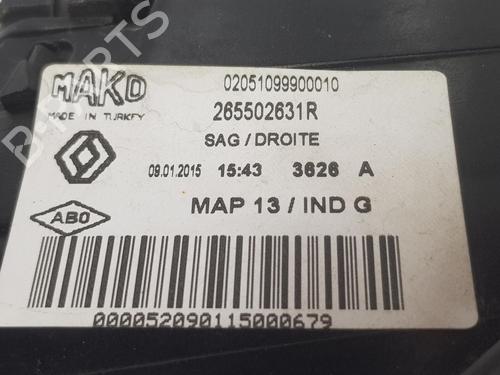 MAKO
MADE IN TURKEY
02051099900010
265502631R
SAG / DROITE
09.01.2015 15:43 3626 A
ABO
MAP 13 / IND G
000052090115000679
B-PARTS